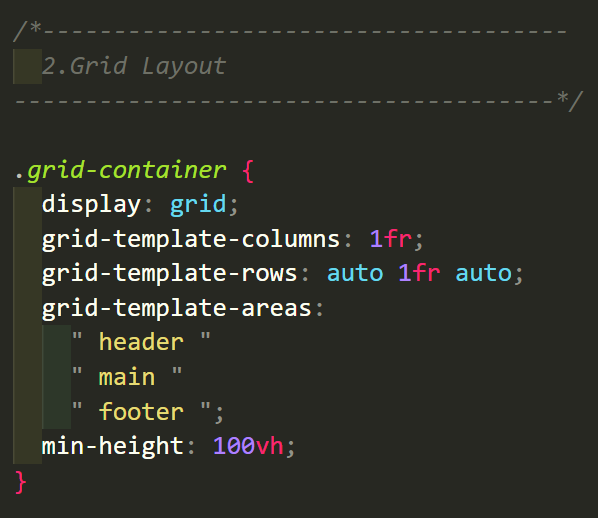 /*-------------------------------------
2.Grid Layout
--------------------------------------*/
.grid-container {
display: grid;
grid-template-columns: 1fr;
grid-template-rows: auto 1fr auto;
grid-template-areas:
" header "
" main "
" footer ";
min-height: 100vh;
}